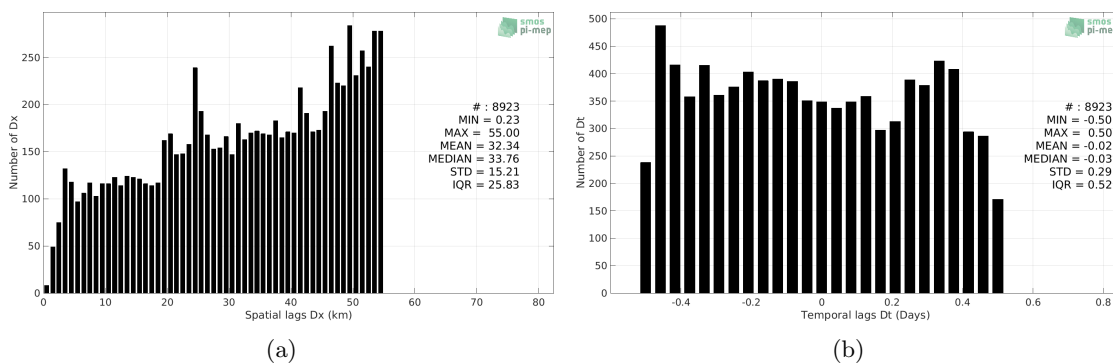 smos
pi-mep
250
200
150
100
50
0
Number of Dx
# : 8923
MIN = 0.23
MAX = 55.00
MEAN = 32.34
MEDIAN = 33.76
STD = 15.21
IQR = 25.83
0 10 20 30 40 50 60 70 80
Spatial lags Dx (km)
(a)
smos
pi-mep
500
450
400
350
300
250
200
150
100
50
0
Number of Dt
# : 8923
MIN = -0.50
MAX = 0.50
MEAN = -0.02
MEDIAN = -0.03
STD = 0.29
IQR = 0.52
-0.4 -0.2 0 0.2 0.4 0.6 0.8
Temporal lags Dt (Days)
(b)